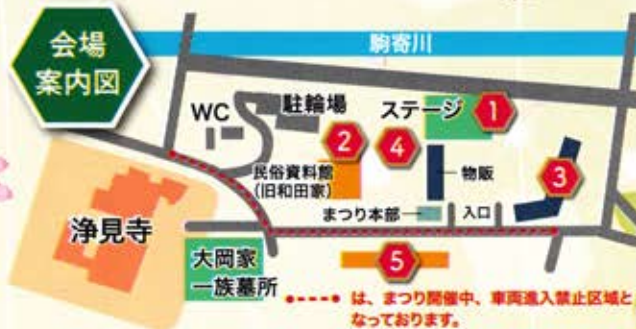 会場
案内図
駒寄川
WC
駐輪場
ステージ
1
2
4
民俗資料館
(旧和田家)
物販
3
まつり本部
入口
浄見寺
大岡家
一族墓所
5
は、まつり開催中、車両進入禁止区域と
なっております。